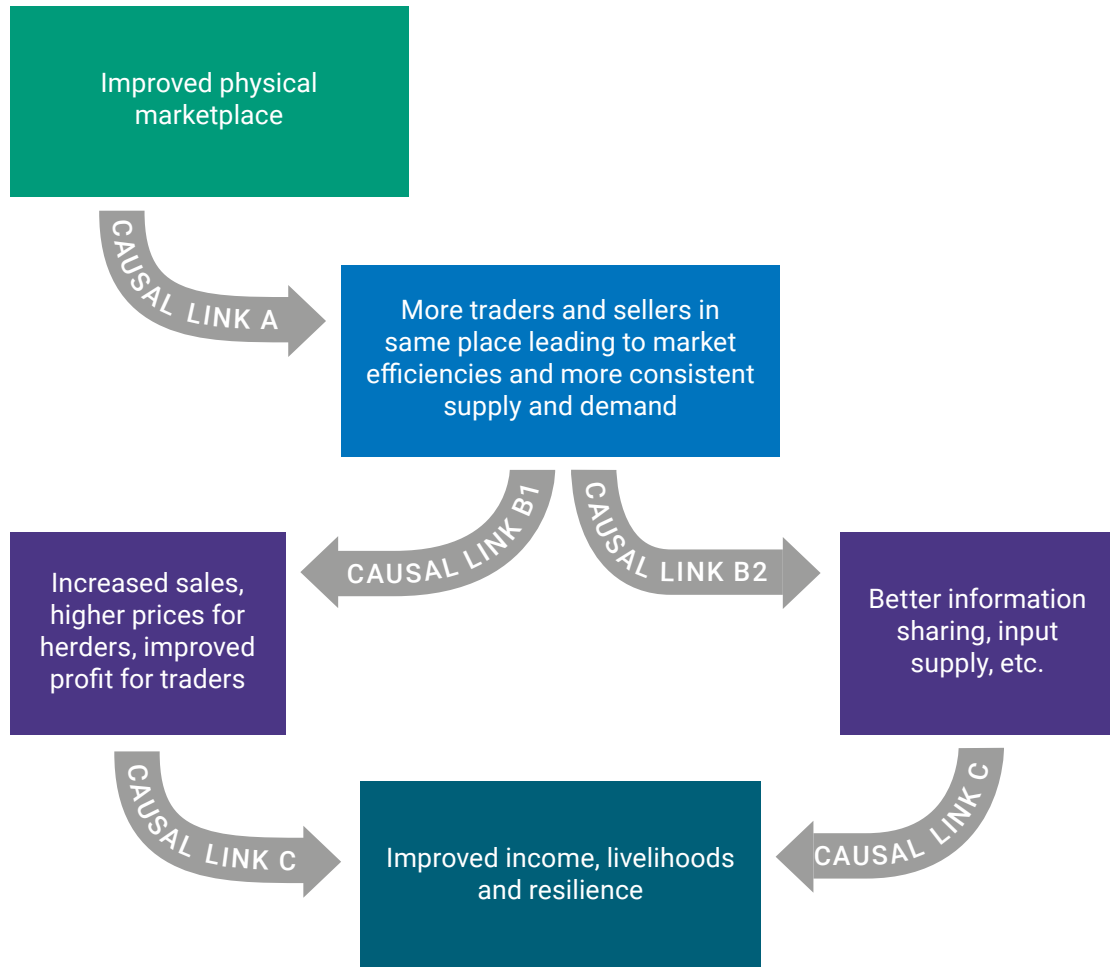 Improved physical
marketplace
CAUSAL LINK A
More traders and sellers in
same place leading to market
efficiencies and more consistent
supply and demand
CAUSAL LINK B1
CAUSAL LINK B2
Increased sales,
higher prices for
herders, improved
profit for traders
Better information
sharing, input
supply, etc.
CAUSAL LINK C
CAUSAL LINK C
Improved income, livelihoods
and resilience